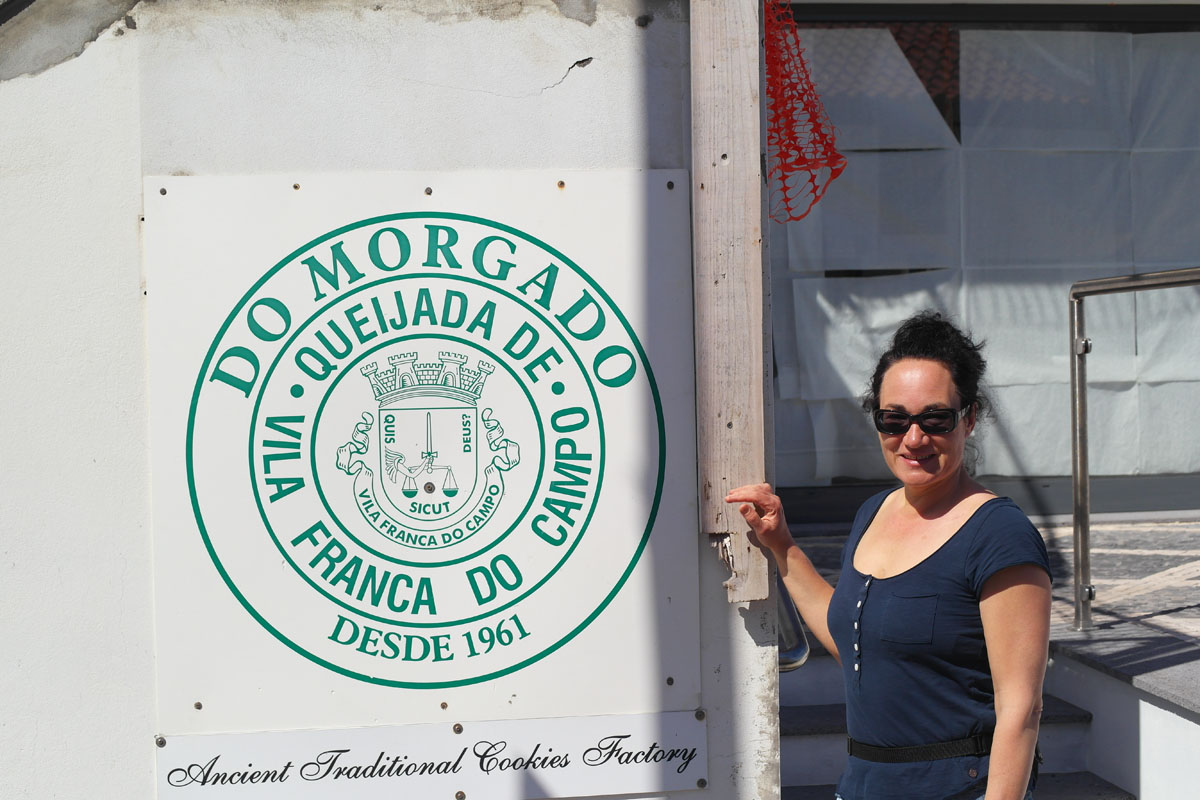 DO MORGADO
• QUEIJADA DE •
VILA FRANCA DO CAMPO
QUIS
DEUS?
SICUT
VILA FRANCA DO CAMPO
DESDE 1961
Ancient Traditional Cookies Factory